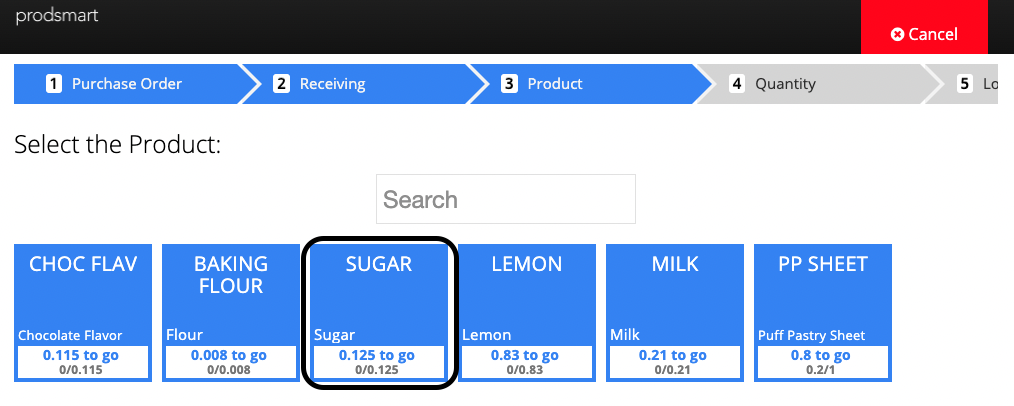 prodsmart
Cancel
1 Purchase Order
2 Receiving
3 Product
4 Quantity
5 Lo
Select the Product:
Search
CHOC FLAV
Chocolate Flavor
0.115 to go
0/0.115
BAKING
FLOUR
Flour
0.008 to go
0/0.008
SUGAR
Sugar
0.125 to go
0/0.125
LEMON
Lemon
0.83 to go
0/0.83
MILK
Milk
0.21 to go
0/0.21
PP SHEET
Puff Pastry Sheet
0.8 to go
0.2/1